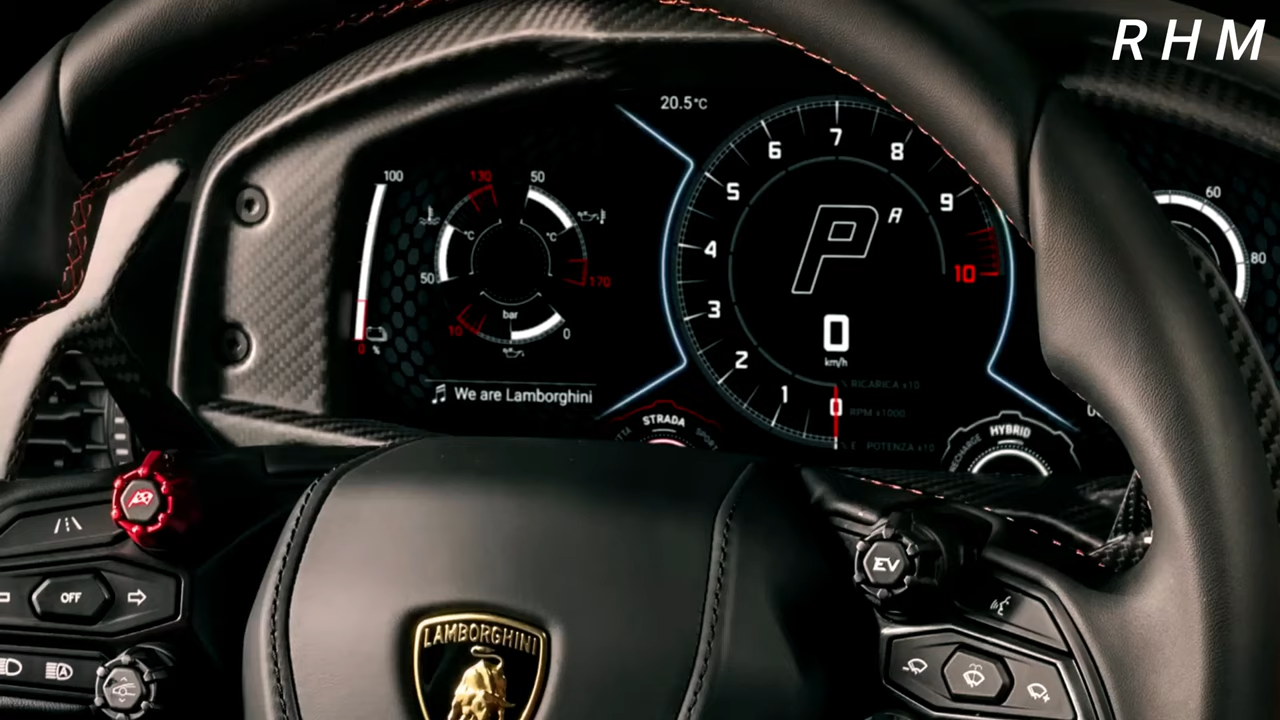 RHM
20.5°C
100
130
50
°C
°C
50
170
bar
10
0
0 %
We are Lamborghini
7
6
8
5
9
4
10
3
2
1
0
P A
0
km/h
RICARICA x10
RPM x1000
POTENZA x10
STRADA
HYBRID
RECHARGE
60
80
OFF
EV
A
LAMBORGHINI